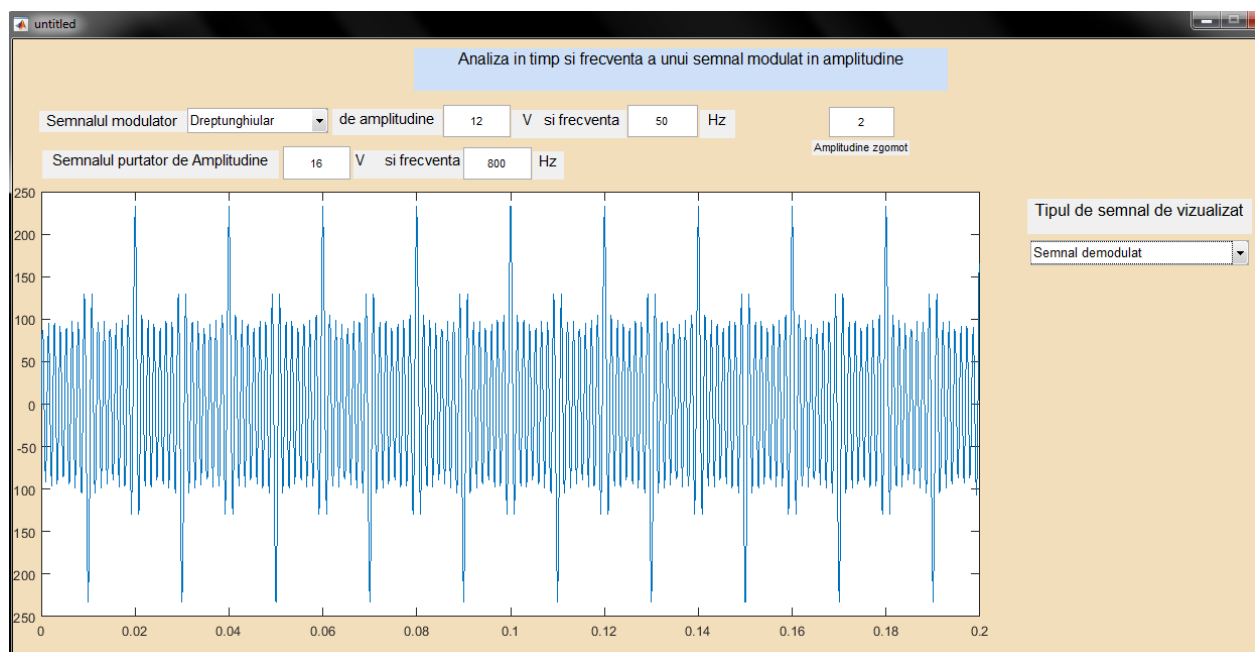 untitled
Analiza in timp si frecventa a unui semnal modulat in amplitudine
Semnalul modulator Dreptunghiular de amplitudine 12 V si frecventa 50 Hz 2
Amplitudine zgomot
Semnalul purtator de Amplitudine 16 V si frecventa 800 Hz
Tipul de semnal de vizualizat
Semnal demodulat
250
200
150
100
50
0
-50
100
150
200
250
0 0.02 0.04 0.06 0.08 0.1 0.12 0.14 0.16 0.18 0.2